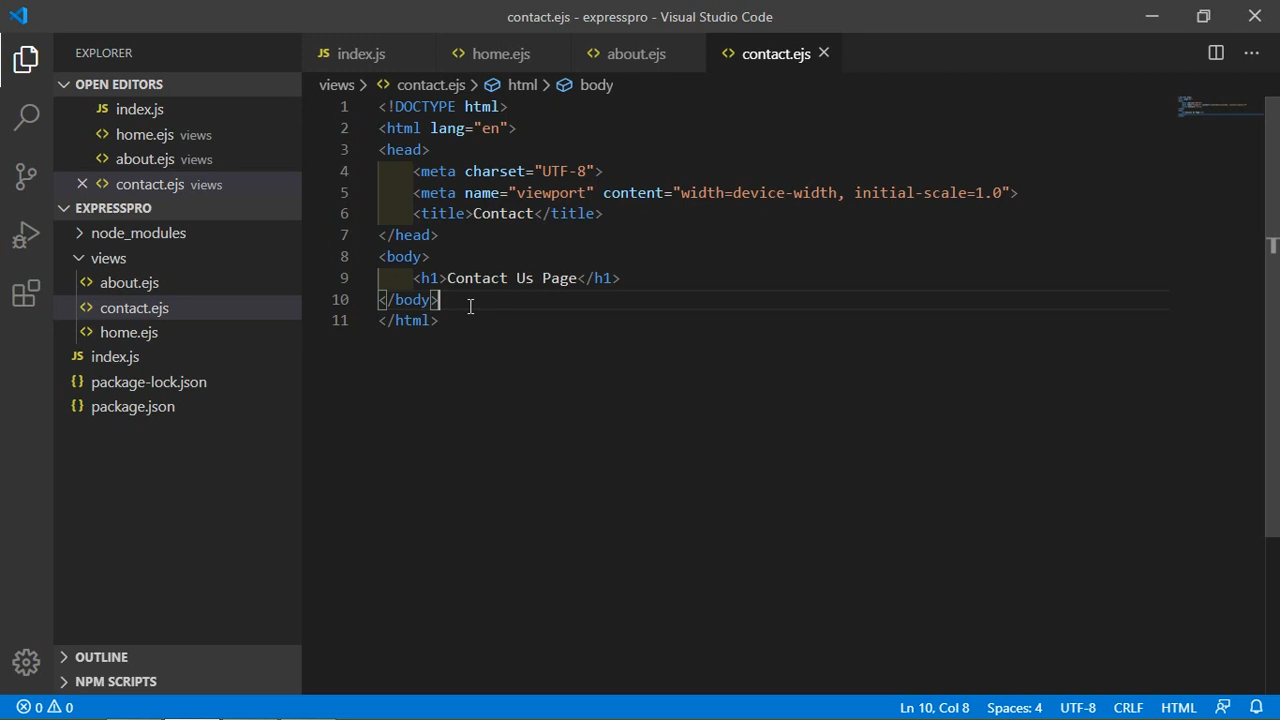 contact.ejs - expresspro - Visual Studio Code
EXPLORER
OPEN EDITORS
JS index.js
home.ejs views
about.ejs views
contact.ejs views
EXPRESSPRO
node_modules
views
about.ejs
contact.ejs
home.ejs
JS index.js
{} package-lock.json
{} package.json
OUTLINE
NPM SCRIPTS
JS index.js
home.ejs
about.ejs
contact.ejs
views > contact.ejs > html > body
1 <!DOCTYPE html>
2 <html lang="en">
3 <head>
4 <meta charset="UTF-8">
5 <meta name="viewport" content="width=device-width, initial-scale=1.0">
6 <title>Contact</title>
7 </head>
8 <body>
9 <h1>Contact Us Page</h1>
10 </body>
11 </html>
0 0 Ln 10, Col 8 Spaces: 4 UTF-8 CRLF HTML